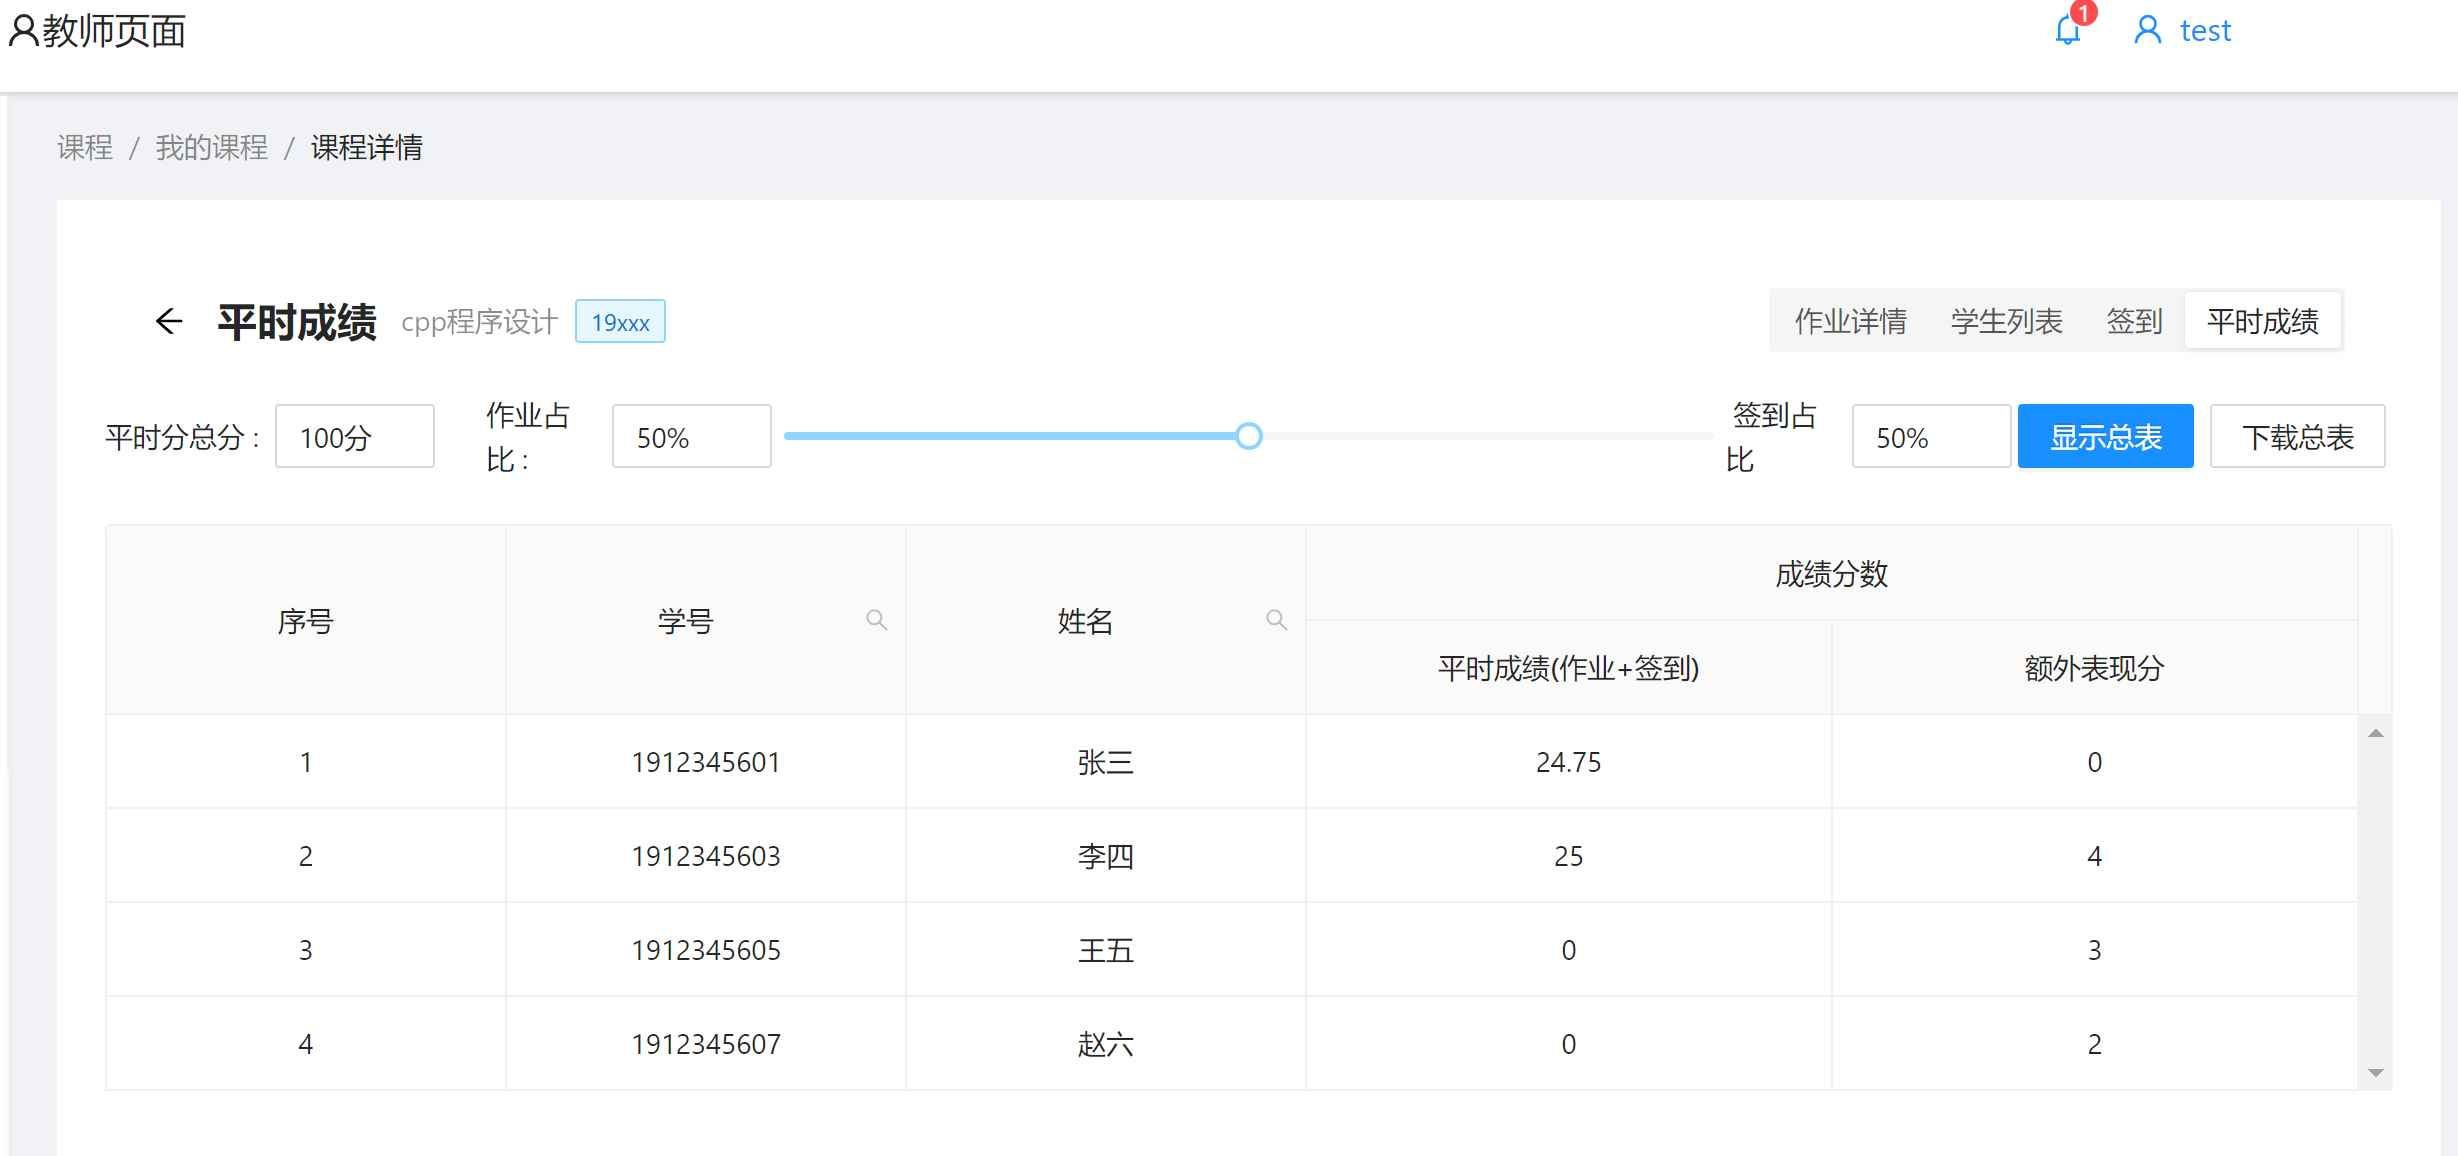 教师页面
1
test
课程 / 我的课程 / 课程详情
平时成绩 cpp程序设计 19xxx
作业详情 学生列表 签到 平时成绩
平时分总分 : 100分 作业占比 : 50% 签到占比 50% 显示总表 下载总表
序号 学号 姓名 成绩分数
平时成绩(作业+签到) 额外表现分
1 1912345601 张三 24.75 0
2 1912345603 李四 25 4
3 1912345605 王五 0 3
4 1912345607 赵六 0 2